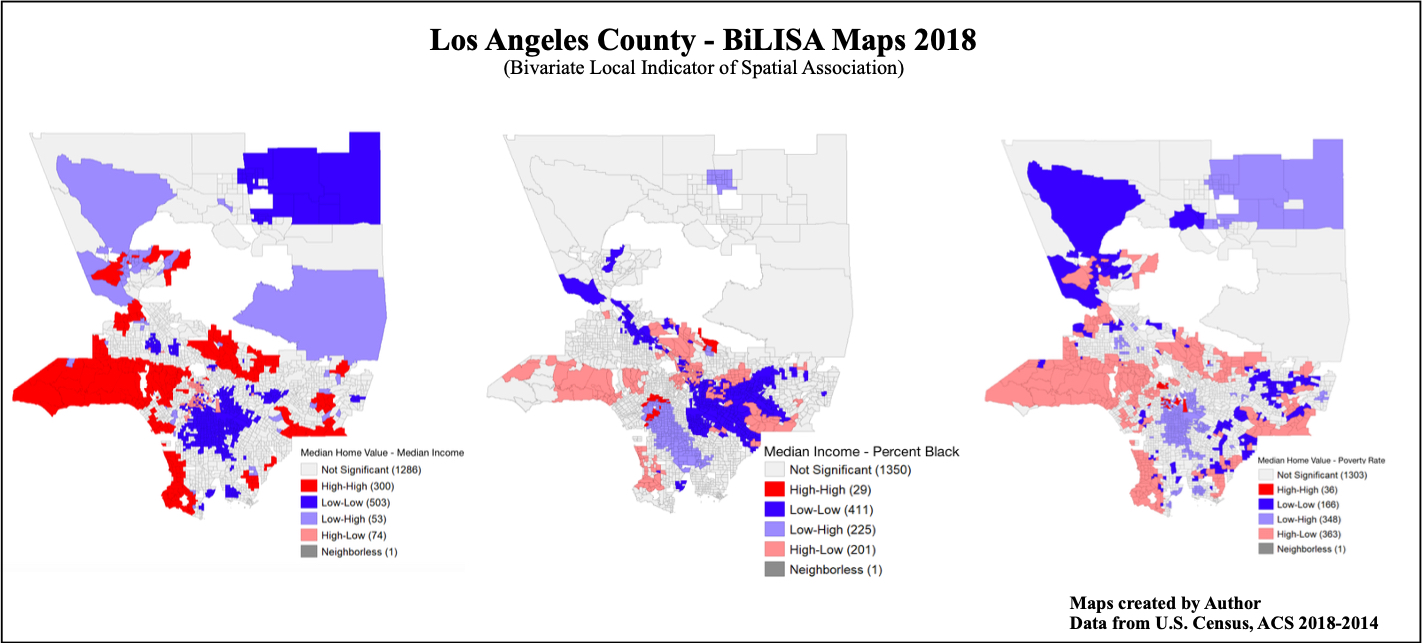 Los Angeles County - BiLISA Maps 2018
(Bivariate Local Indicator of Spatial Association)
Median Home Value - Median Income
Not Significant (1286)
High-High (300)
Low-Low (503)
Low-High (53)
High-Low (74)
Neighborless (1)
Median Income - Percent Black
Not Significant (1350)
High-High (29)
Low-Low (411)
Low-High (225)
High-Low (201)
Neighborless (1)
Median Home Value - Poverty Rate
Not Significant (1303)
High-High (36)
Low-Low (166)
Low-High (348)
High-Low (363)
Neighborless (1)
Maps created by Author
Data from U.S. Census, ACS 2018-2014